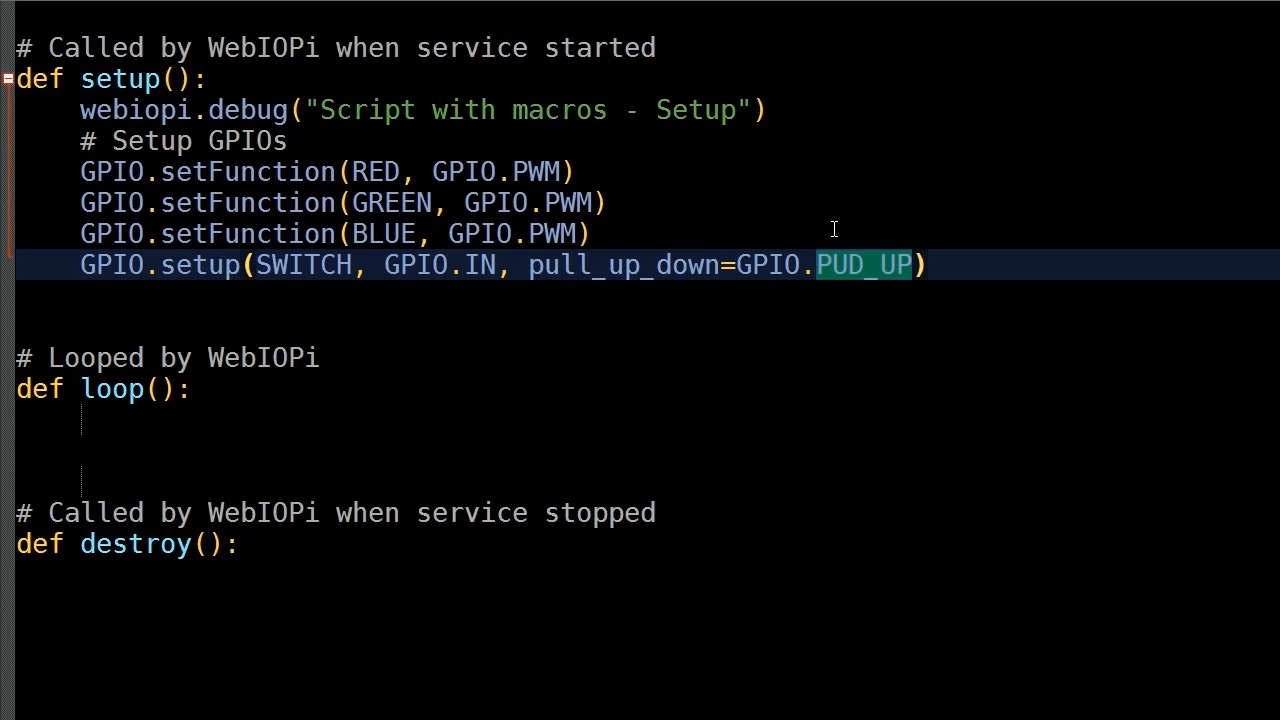 # Called by WebIOPi when service started
def setup():
    webiopi.debug("Script with macros - Setup")
    # Setup GPIOs
    GPIO.setFunction(RED, GPIO.PWM)
    GPIO.setFunction(GREEN, GPIO.PWM)
    GPIO.setFunction(BLUE, GPIO.PWM)
    GPIO.setup(SWITCH, GPIO.IN, pull_up_down=GPIO.PUD_UP)
# Looped by WebIOPi
def loop():
# Called by WebIOPi when service stopped
def destroy():